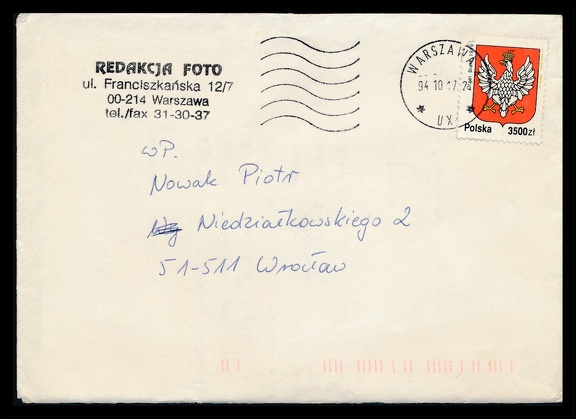 REDAKCJA FOTO
ul. Franciszkańska 12/7
00-214 Warszawa
tel./fax 31-30-37
WARSZAWA
94 10 17
UX
Polska 3500zł
WP.
Nowak Piotr
Niedziałkowskiego 2
51-511 Wrocław